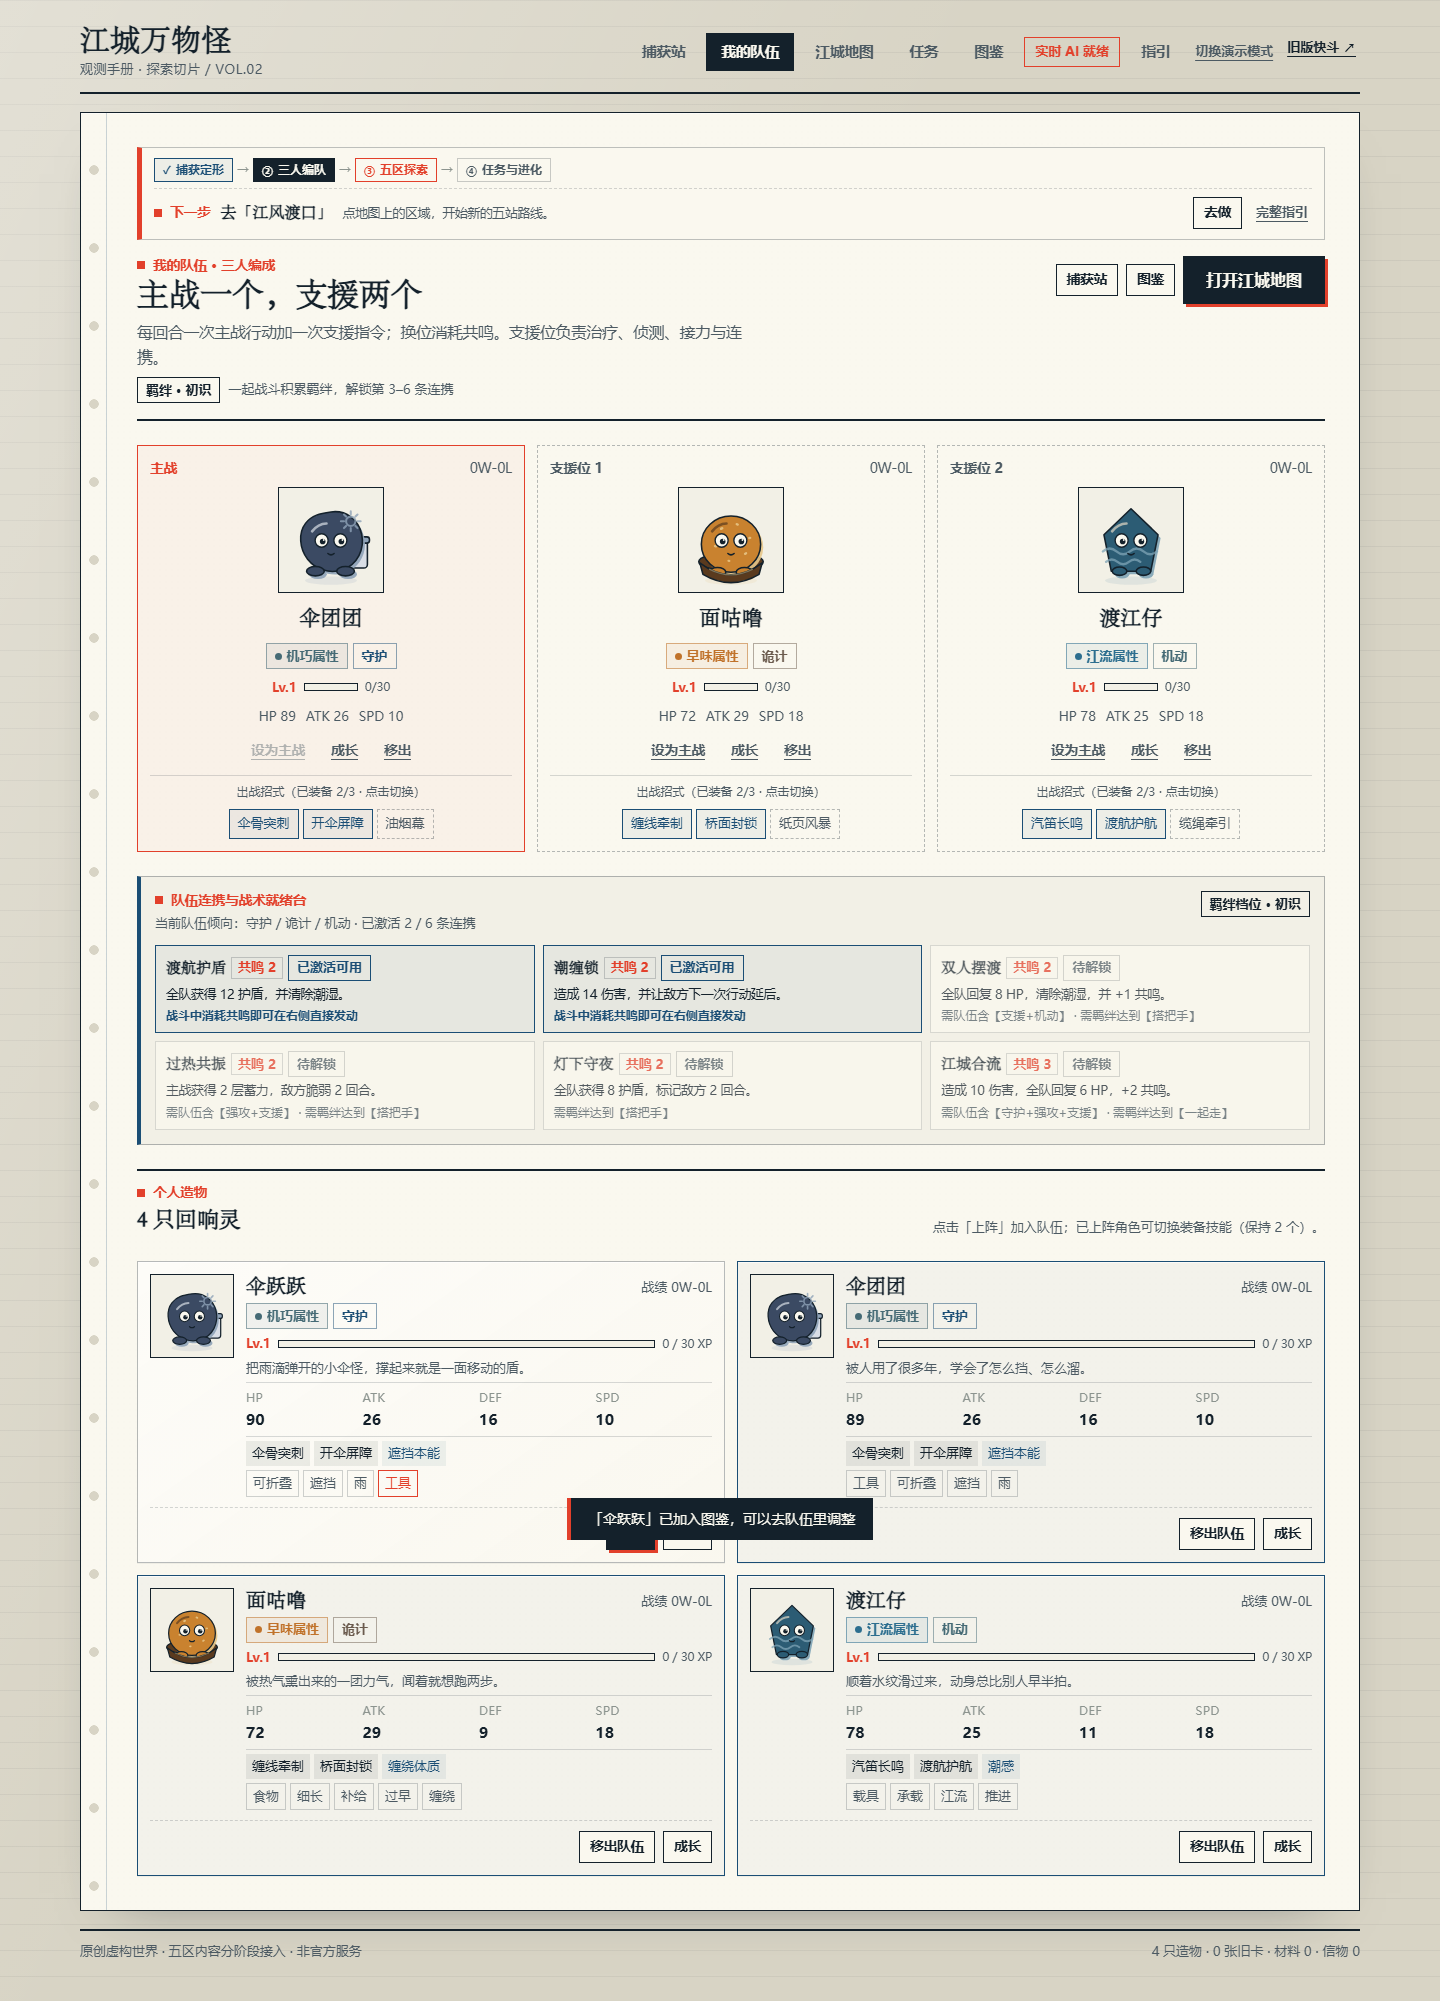 江城万物怪
观测手册 · 探索切片 / VOL.02
捕获站 我的队伍 江城地图 任务 图鉴 实时 AI 就绪 指引 切换演示模式 旧版快斗 ↗
✓ 捕获定形 → ② 三人编队 → ③ 五区探索 → ④ 任务与进化
下一步 去「江风渡口」 点地图上的区域，开始新的五站路线。 去做 完整指引
我的队伍 • 三人编成
主战一个，支援两个
捕获站 图鉴 打开江城地图
每回合一次主战行动加一次支援指令；换位消耗共鸣。支援位负责治疗、侦测、接力与连
携。
羁绊 • 初识 一起战斗积累羁绊，解锁第 3–6 条连携
主战 0W-0L
伞团团
机巧属性 守护
Lv.1 0/30
HP 89 ATK 26 SPD 10
设为主战 成长 移出
出战招式（已装备 2/3 · 点击切换）
伞骨突刺 开伞屏障 油烟幕
支援位 1 0W-0L
面咕噜
早味属性 诡计
Lv.1 0/30
HP 72 ATK 29 SPD 18
设为主战 成长 移出
出战招式（已装备 2/3 · 点击切换）
缠线牵制 桥面封锁 纸页风暴
支援位 2 0W-0L
渡江仔
江流属性 机动
Lv.1 0/30
HP 78 ATK 25 SPD 18
设为主战 成长 移出
出战招式（已装备 2/3 · 点击切换）
汽笛长鸣 渡航护航 缆绳牵引
队伍连携与战术就绪台
当前队伍倾向：守护 / 诡计 / 机动 · 已激活 2 / 6 条连携
羁绊档位 • 初识
渡航护盾 共鸣 2 已激活可用
全队获得 12 护盾，并清除潮湿。
战斗中消耗共鸣即可在右侧直接发动
潮缠锁 共鸣 2 已激活可用
造成 14 伤害，并让敌方下一次行动延后。
战斗中消耗共鸣即可在右侧直接发动
双人摆渡 共鸣 2 待解锁
全队回复 8 HP，清除潮湿，并 +1 共鸣。
需队伍含【支援+机动】 · 需羁绊达到【搭把手】
过热共振 共鸣 2 待解锁
主战获得 2 层蓄力，敌方脆弱 2 回合。
需队伍含【强攻+支援】 · 需羁绊达到【搭把手】
灯下守夜 共鸣 2 待解锁
全队获得 8 护盾，标记敌方 2 回合。
需羁绊达到【搭把手】
江城合流 共鸣 3 待解锁
造成 10 伤害，全队回复 6 HP，+2 共鸣。
需队伍含【守护+强攻+支援】 · 需羁绊达到【一起走】
个人造物
4 只回响灵
点击「上阵」加入队伍；已上阵角色可切换装备技能（保持 2 个）。
伞跃跃 战绩 0W-0L
机巧属性 守护
Lv.1 0 / 30 XP
把雨滴弹开的小伞怪，撑起来就是一面移动的盾。
HP ATK DEF SPD
90 26 16 10
伞骨突刺 开伞屏障 遮挡本能
可折叠 遮挡 雨 工具
伞团团 战绩 0W-0L
机巧属性 守护
Lv.1 0 / 30 XP
被人用了很多年，学会了怎么挡、怎么溜。
HP ATK DEF SPD
89 26 16 10
伞骨突刺 开伞屏障 遮挡本能
工具 可折叠 遮挡 雨
移出队伍 成长
「伞跃跃」已加入图鉴，可以去队伍里调整
面咕噜 战绩 0W-0L
早味属性 诡计
Lv.1 0 / 30 XP
被热气熏出来的一团力气，闻着就想跑两步。
HP ATK DEF SPD
72 29 9 18
缠线牵制 桥面封锁 缠绕体质
食物 细长 补给 过早 缠绕
移出队伍 成长
渡江仔 战绩 0W-0L
江流属性 机动
Lv.1 0 / 30 XP
顺着水纹滑过来，动身总比别人早半拍。
HP ATK DEF SPD
78 25 11 18
汽笛长鸣 渡航护航 潮感
载具 承载 江流 推进
移出队伍 成长
原创虚构世界 · 五区内容分阶段接入 · 非官方服务
4 只造物 · 0 张旧卡 · 材料 0 · 信物 0